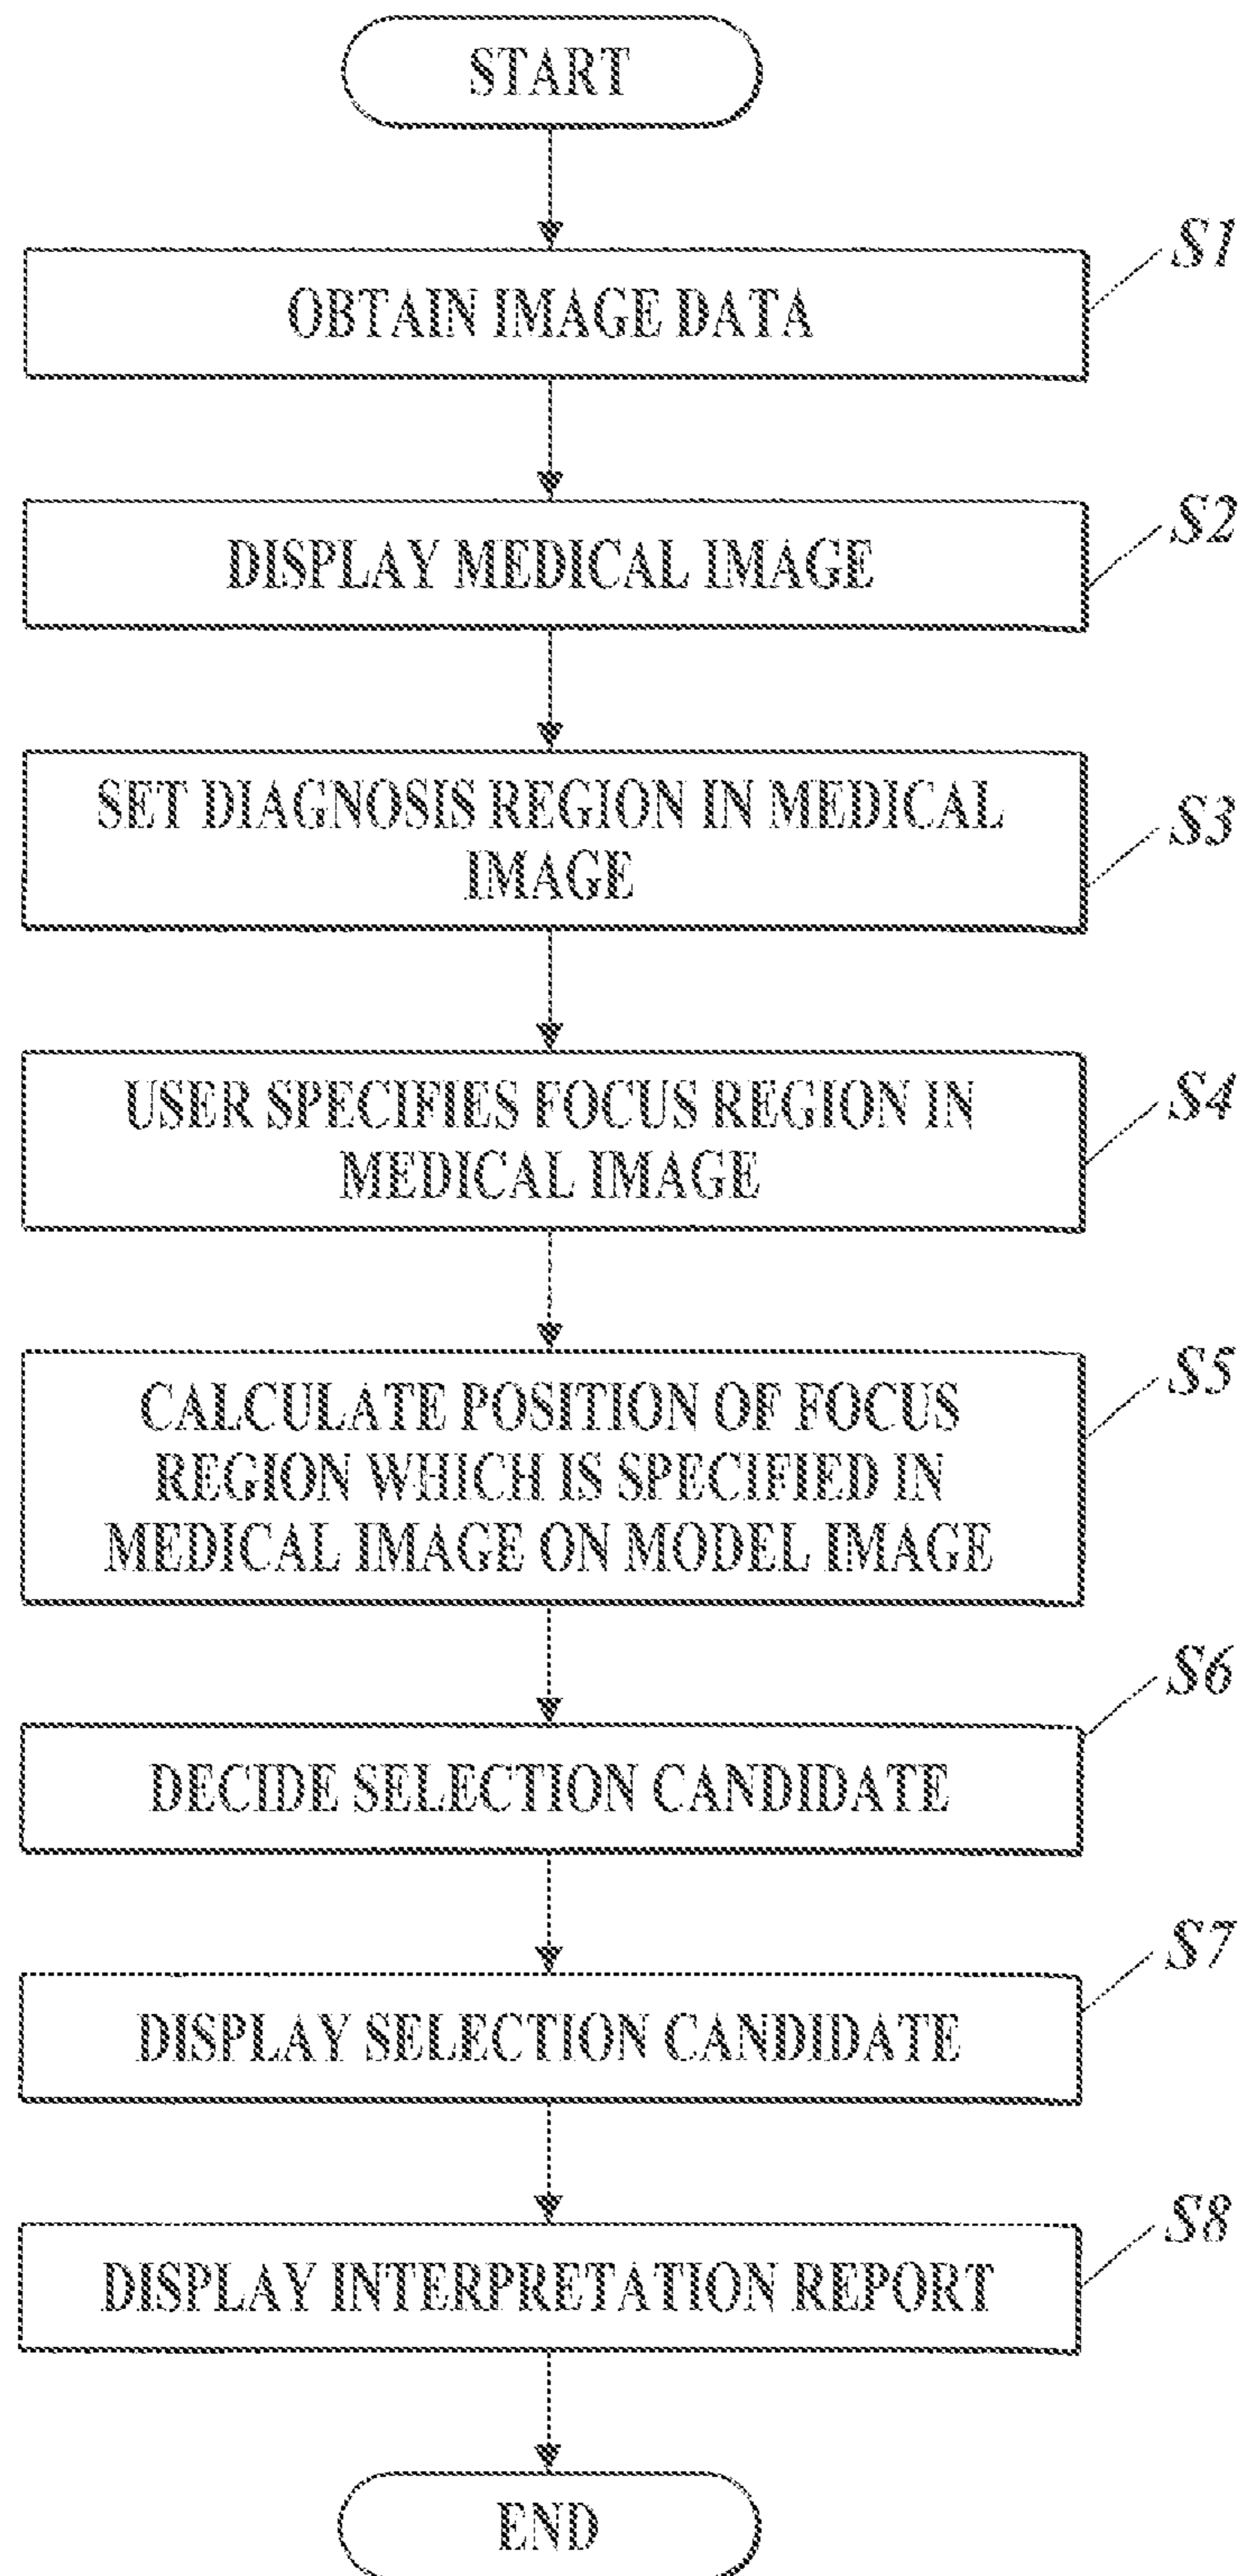 START
S1
OBTAIN IMAGE DATA
S2
DISPLAY MEDICAL IMAGE
S3
SET DIAGNOSIS REGION IN MEDICAL
IMAGE
S4
USER SPECIFIES FOCUS REGION IN
MEDICAL IMAGE
S5
CALCULATE POSITION OF FOCUS
REGION WHICH IS SPECIFIED IN
MEDICAL IMAGE ON MODEL IMAGE
S6
DECIDE SELECTION CANDIDATE
S7
DISPLAY SELECTION CANDIDATE
S8
DISPLAY INTERPRETATION REPORT
END